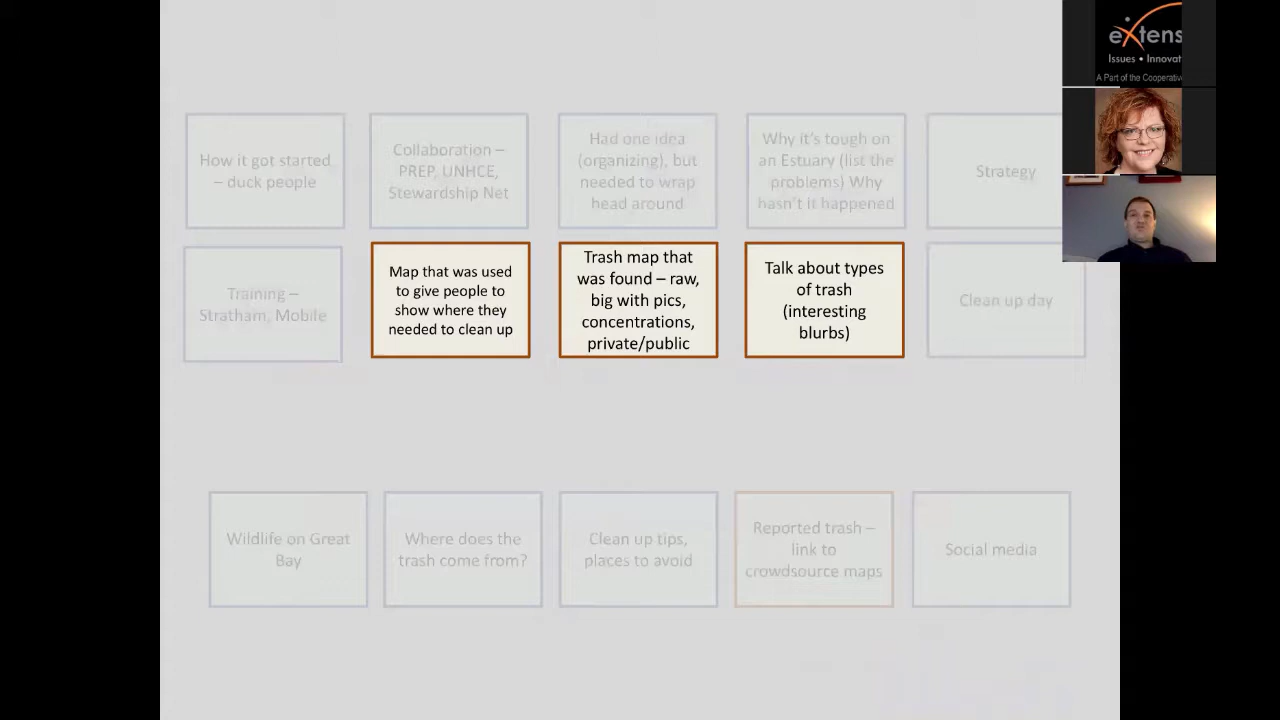 eXtens
Issues • Innovat
A Part of the Cooperativ
How it got started
– duck people
Collaboration –
PREP, UNHCE,
Stewardship Net
Had one idea
(organizing), but
needed to wrap
head around
Why it's tough on
an Estuary (list the
problems) Why
hasn't it happened
Strategy
Training –
Stratham, Mobile
Map that was used
to give people to
show where they
needed to clean up
Trash map that
was found – raw,
big with pics,
concentrations,
private/public
Talk about types
of trash
(interesting
blurbs)
Clean up day
Wildlife on Great
Bay
Where does the
trash come from?
Clean up tips,
places to avoid
Reported trash –
link to
crowdsource maps
Social media